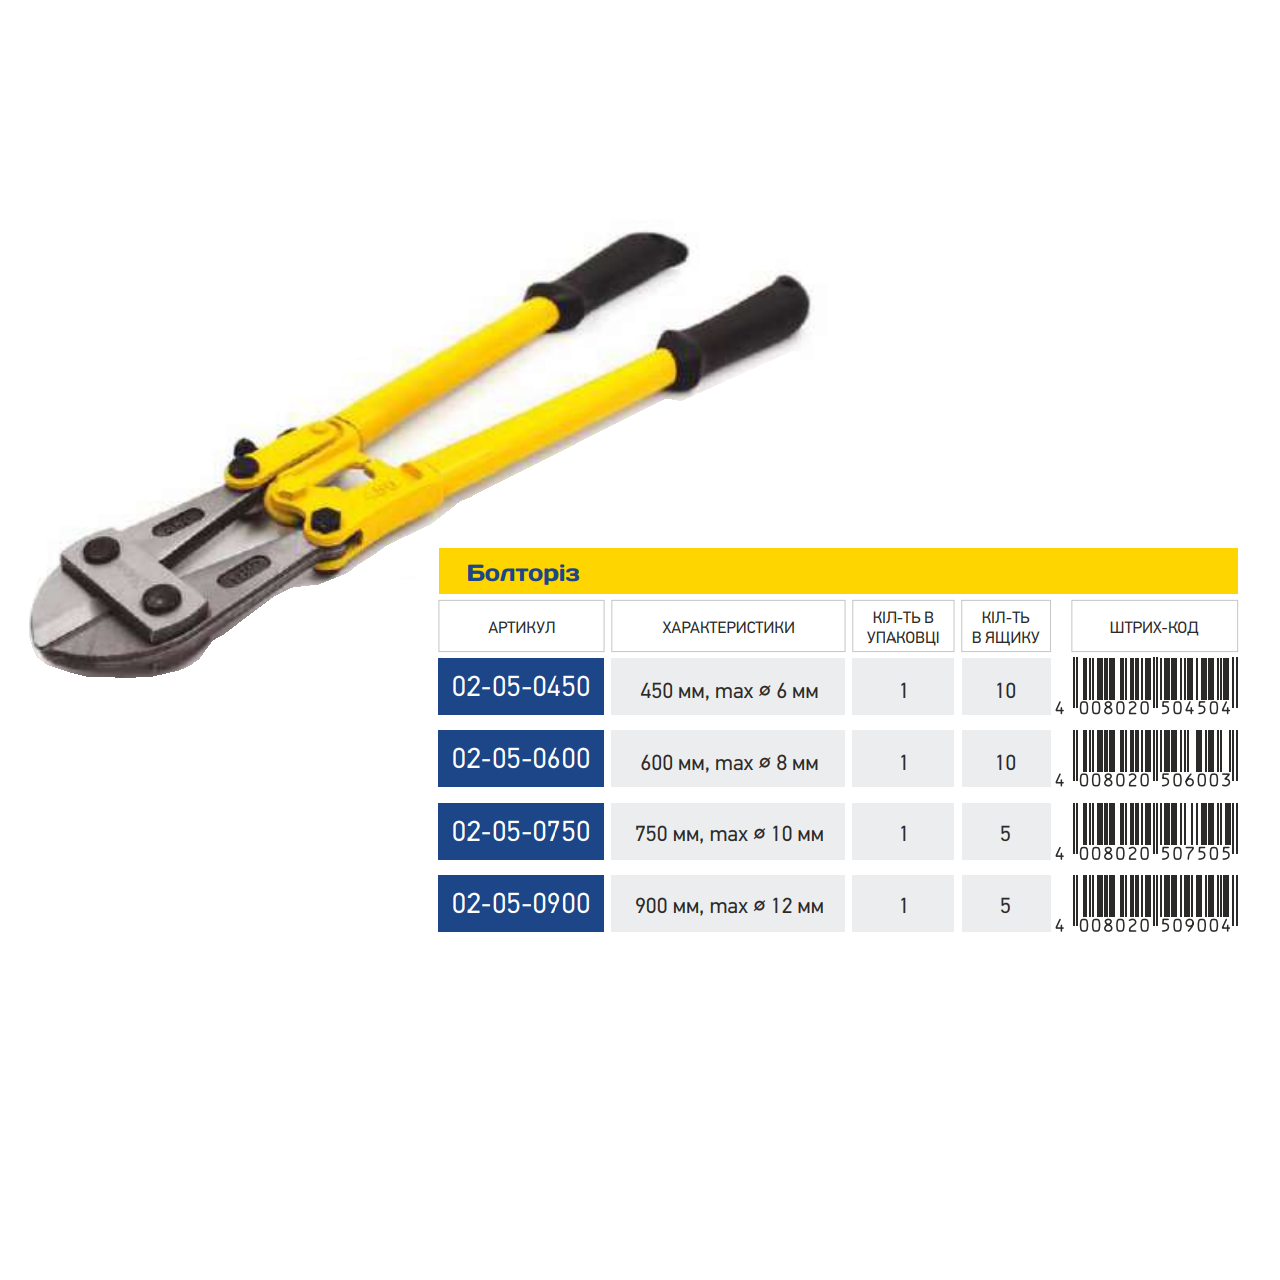 Болторіз
АРТИКУЛ
ХАРАКТЕРИСТИКИ
КІЛ-ТЬ В
УПАКОВЦІ
КІЛ-ТЬ
В ЯЩИКУ
ШТРИХ-КОД
02-05-0450 450 мм, max ⌀ 6 мм 1 10 4 008020 504504
02-05-0600 600 мм, max ⌀ 8 мм 1 10 4 008020 506003
02-05-0750 750 мм, max ⌀ 10 мм 1 5 4 008020 507505
02-05-0900 900 мм, max ⌀ 12 мм 1 5 4 008020 509004